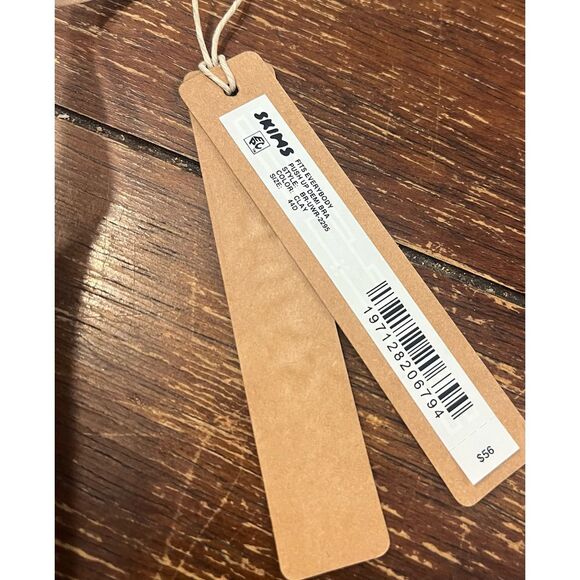 SKIMS
FITS EVERYBODY
PUSH UP DEMI BRA
STYLE: BR-UWR-2295
COLOR: CLAY
SIZE: 44D
197128206794
$56